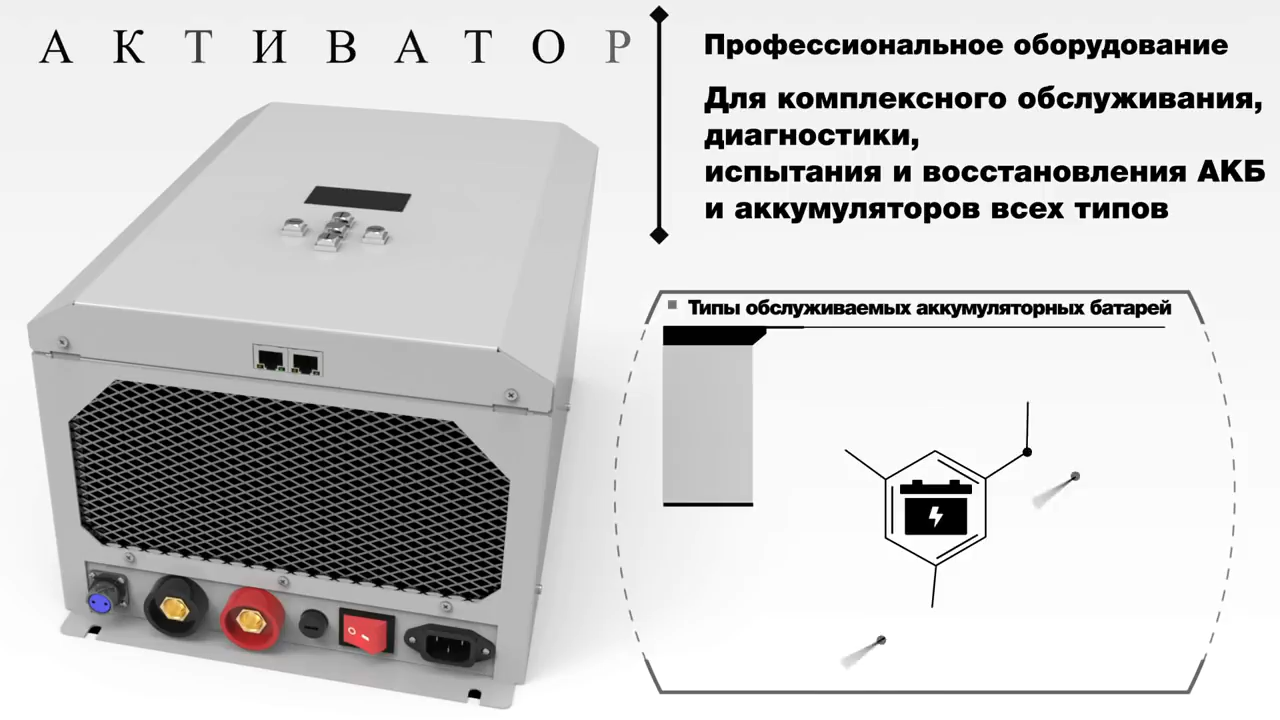 АКТИВАТОР
Профессиональное оборудование
Для комплексного обслуживания,
диагностики,
испытания и восстановления АКБ
и аккумуляторов всех типов
Типы обслуживаемых аккумуляторных батарей